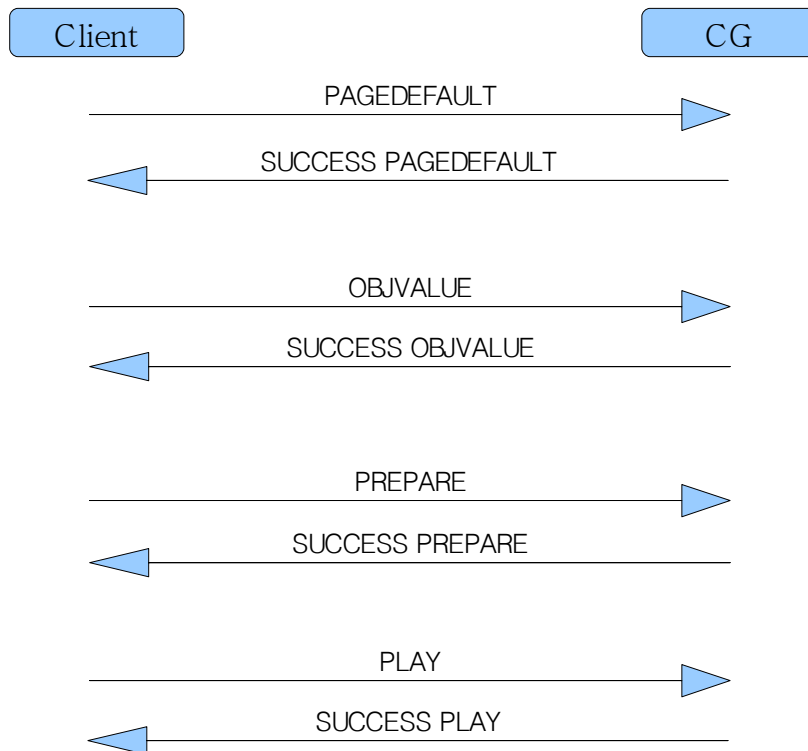 Client
CG
PAGEDEFAULT
SUCCESS PAGEDEFAULT
OBJVALUE
SUCCESS OBJVALUE
PREPARE
SUCCESS PREPARE
PLAY
SUCCESS PLAY